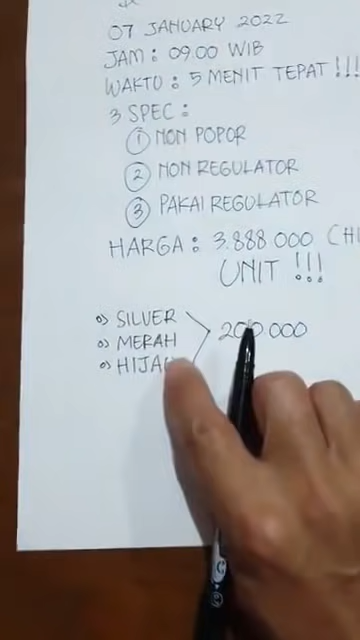 07 JANUARY 2022
JAM : 09.00 WIB
WAKTU : 5 MENIT TEPAT !!!
3 SPEC :
1 NON POPOR
2 NON REGULATOR
3 PAKAI REGULATOR
HARGA : 3.888.000 (
UNIT !!!
SILVER
MERAH 200.000